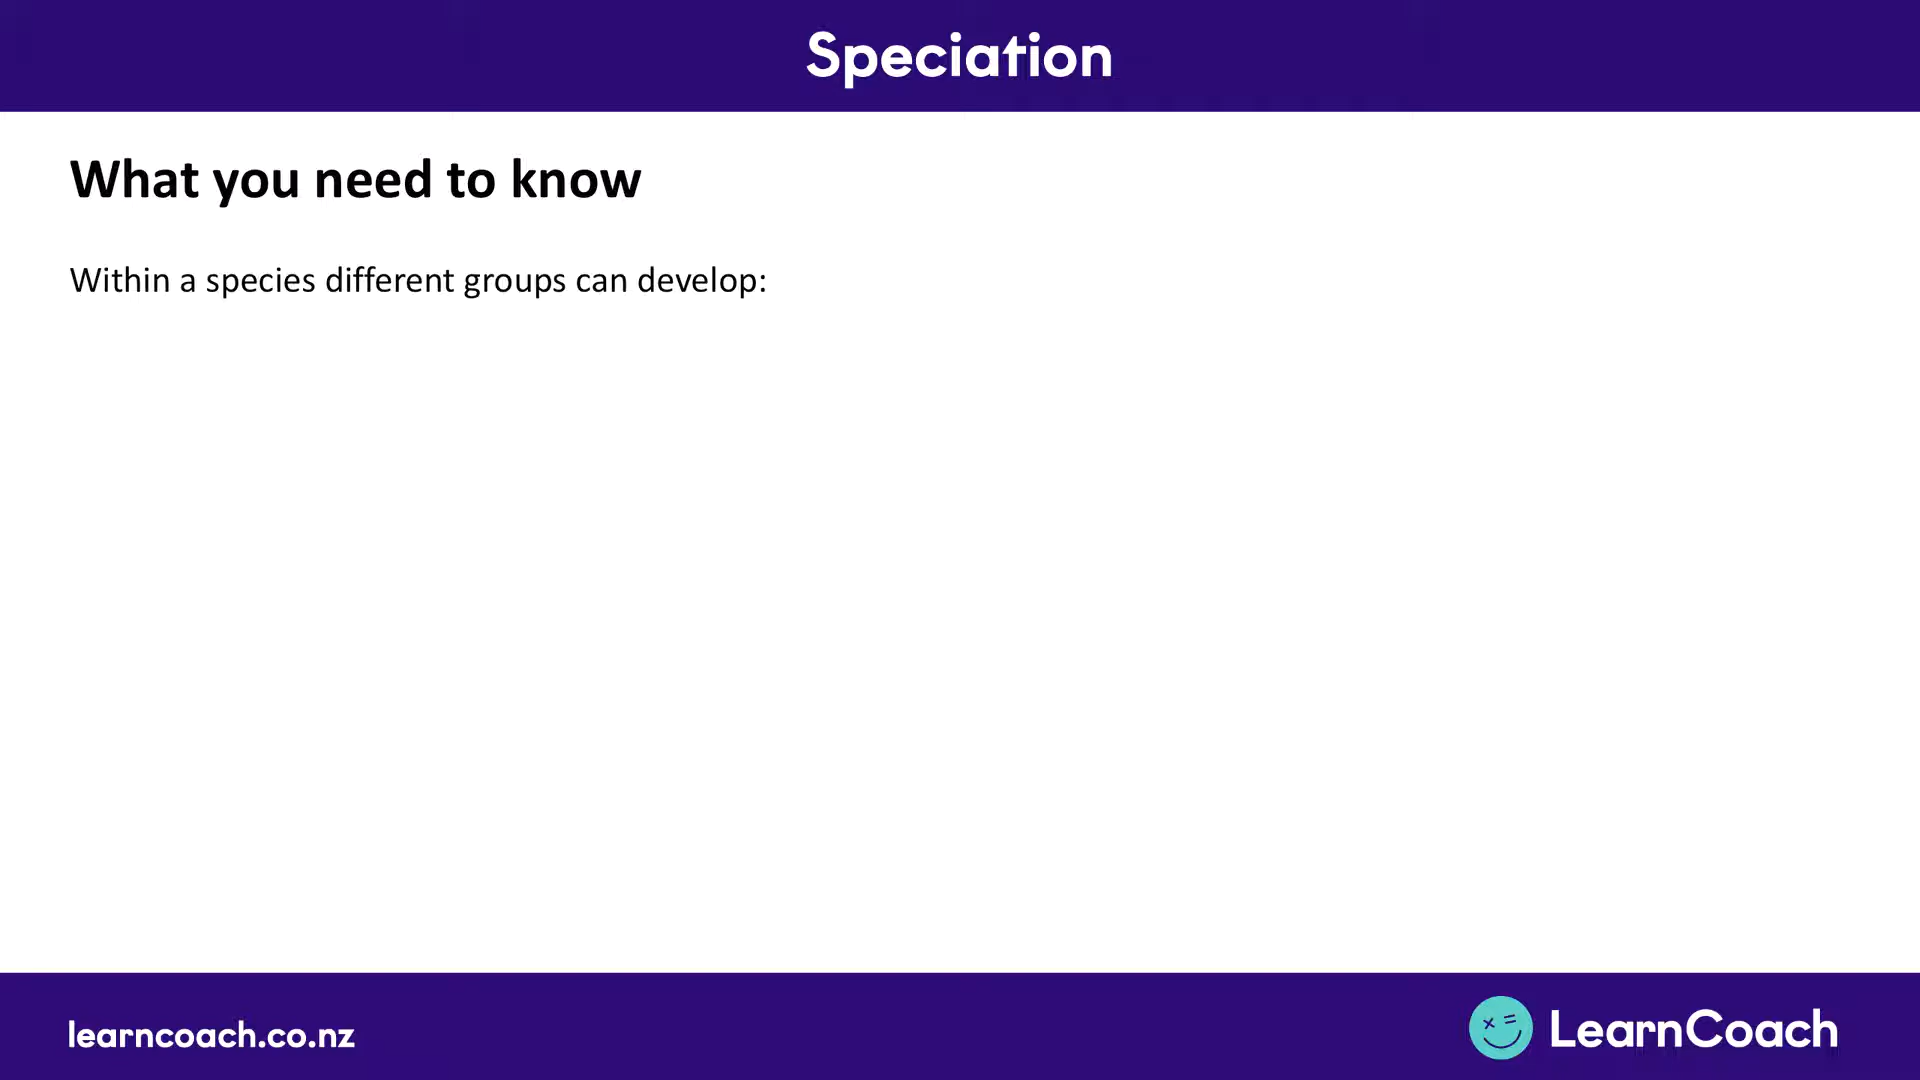 Speciation
What you need to know
Within a species different groups can develop:
learncoach.co.nz
LearnCoach